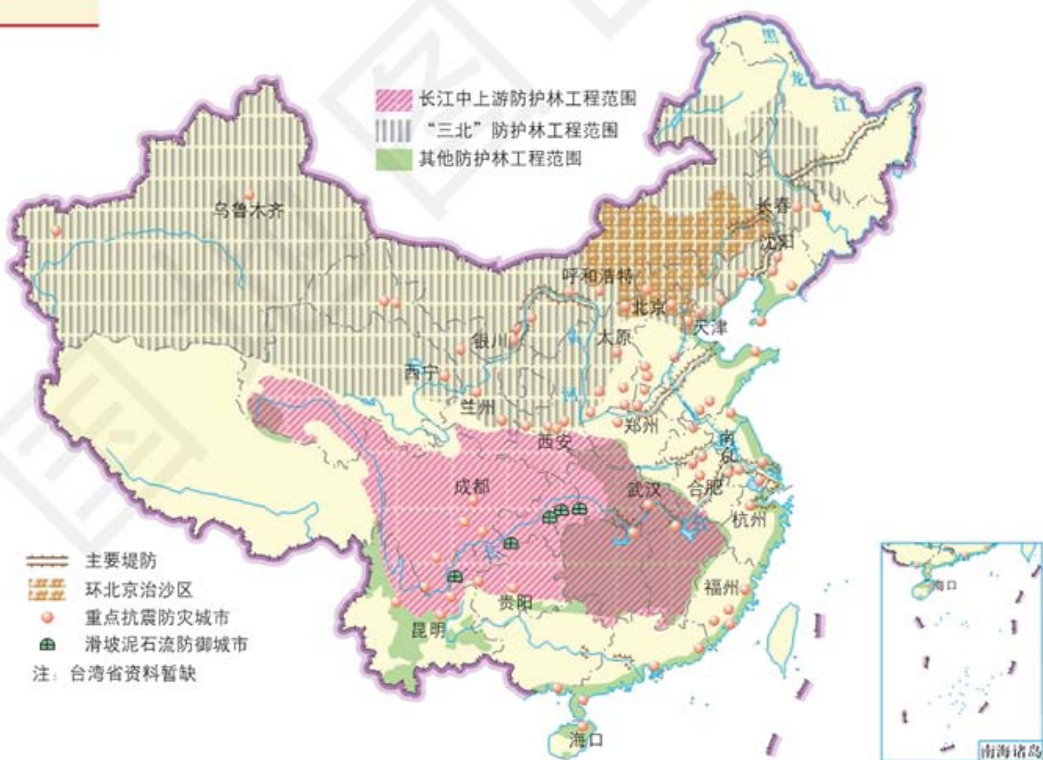 长江中上游防护林工程范围
“三北”防护林工程范围
其他防护林工程范围
黑
龙
江
乌鲁木齐
长春
沈阳
呼和浩特
北京
天津
银川
太原
黄
河
西宁
兰州
西安
郑州
南京
成都
武汉
合肥
杭州
长
江
贵阳
福州
昆明
海口
主要堤防
环北京治沙区
重点抗震防灾城市
滑坡泥石流防御城市
注：台湾省资料暂缺
海口
南海诸岛